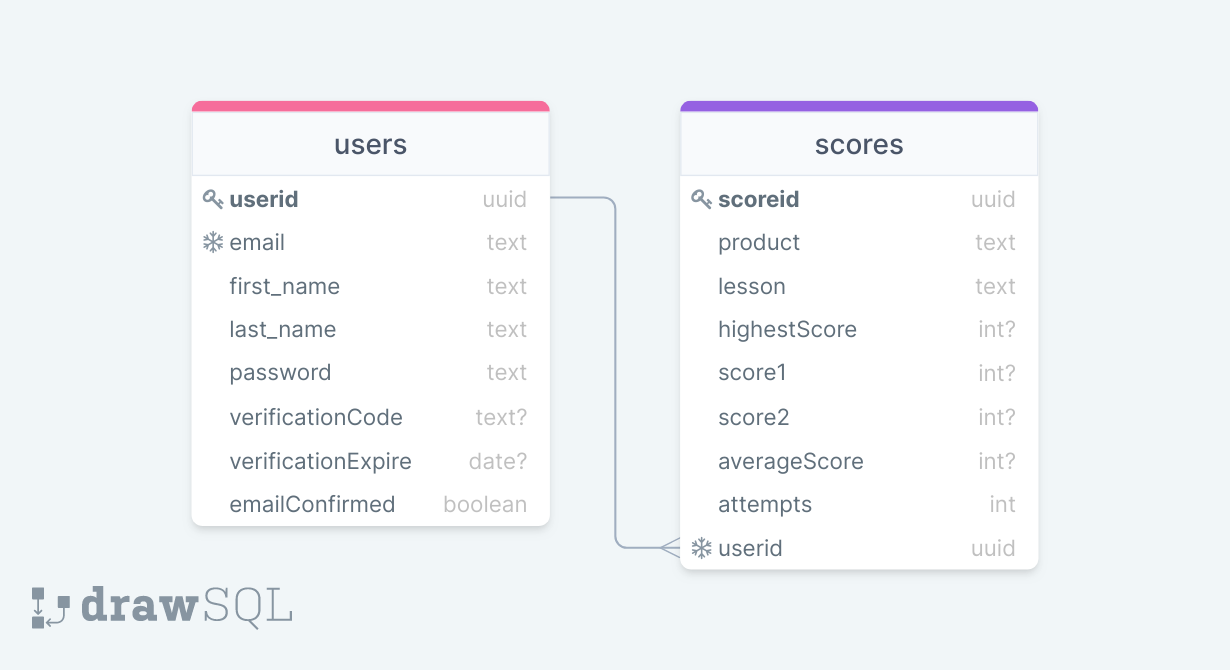 users
userid uuid
email text
first_name text
last_name text
password text
verificationCode text?
verificationExpire date?
emailConfirmed boolean
scores
scoreid uuid
product text
lesson text
highestScore int?
score1 int?
score2 int?
averageScore int?
attempts int
userid uuid
drawSQL